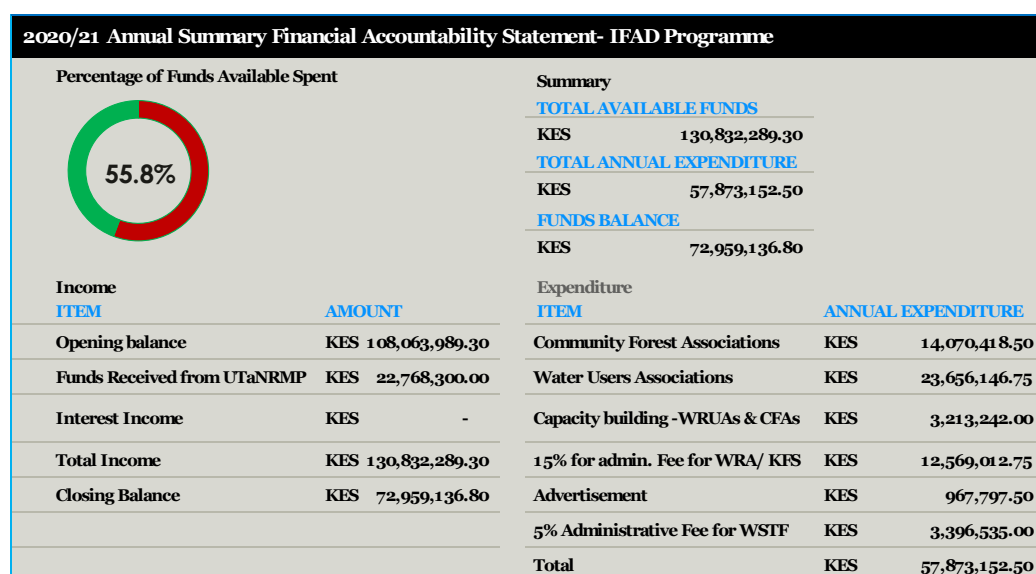 2020/21 Annual Summary Financial Accountability Statement- IFAD Programme
Percentage of Funds Available Spent
55.8%
Summary
TOTAL AVAILABLE FUNDS
KES 130,832,289.30
TOTAL ANNUAL EXPENDITURE
KES 57,873,152.50
FUNDS BALANCE
KES 72,959,136.80
Income
ITEM AMOUNT
Opening balance KES 108,063,989.30
Funds Received from UTaNRMP KES 22,768,300.00
Interest Income KES -
Total Income KES 130,832,289.30
Closing Balance KES 72,959,136.80
Expenditure
ITEM ANNUAL EXPENDITURE
Community Forest Associations KES 14,070,418.50
Water Users Associations KES 23,656,146.75
Capacity building -WRUAs & CFAs KES 3,213,242.00
15% for admin. Fee for WRA/ KFS KES 12,569,012.75
Advertisement KES 967,797.50
5% Administrative Fee for WSTF KES 3,396,535.00
Total KES 57,873,152.50